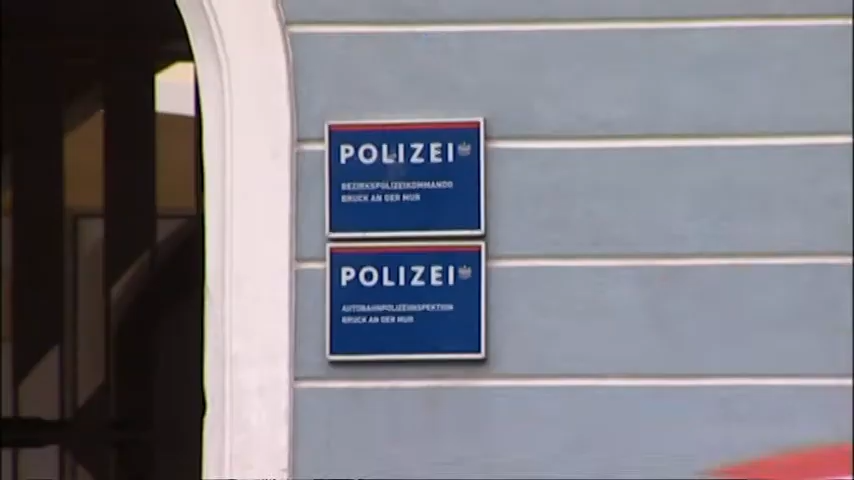 POLIZEI
BEZIRKSPOLIZEIKOMMANDO
BRUCK AN DER MUR
POLIZEI
AUTOBAHNPOLIZEIINSPEKTION
BRUCK AN DER MUR